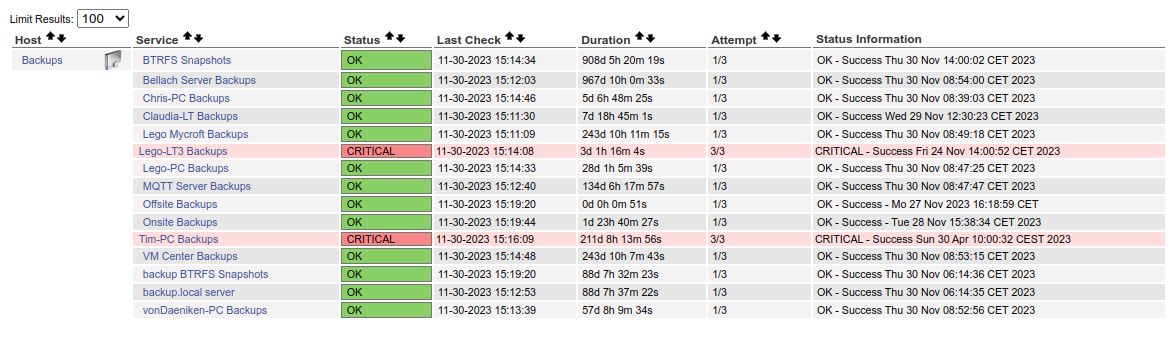 Limit Results: 100
Host Service Status Last Check Duration Attempt Status Information
Backups BTRFS Snapshots OK 11-30-2023 15:14:34 908d 5h 20m 19s 1/3 OK - Success Thu 30 Nov 14:00:02 CET 2023
Bellach Server Backups OK 11-30-2023 15:12:03 967d 10h 0m 33s 1/3 OK - Success Thu 30 Nov 08:54:00 CET 2023
Chris-PC Backups OK 11-30-2023 15:14:46 5d 6h 48m 25s 1/3 OK - Success Thu 30 Nov 08:39:03 CET 2023
Claudia-LT Backups OK 11-30-2023 15:11:30 7d 18h 45m 1s 1/3 OK - Success Wed 29 Nov 12:30:23 CET 2023
Lego Mycroft Backups OK 11-30-2023 15:11:09 243d 10h 11m 15s 1/3 OK - Success Thu 30 Nov 08:49:18 CET 2023
Lego-LT3 Backups CRITICAL 11-30-2023 15:14:08 3d 1h 16m 4s 3/3 CRITICAL - Success Fri 24 Nov 14:00:52 CET 2023
Lego-PC Backups OK 11-30-2023 15:14:33 28d 1h 5m 39s 1/3 OK - Success Thu 30 Nov 08:47:25 CET 2023
MQTT Server Backups OK 11-30-2023 15:12:40 134d 6h 17m 57s 1/3 OK - Success Thu 30 Nov 08:47:47 CET 2023
Offsite Backups OK 11-30-2023 15:19:20 0d 0h 0m 51s 1/3 OK - Success - Mo 27 Nov 2023 16:18:59 CET
Onsite Backups OK 11-30-2023 15:19:44 1d 23h 40m 27s 1/3 OK - Success - Tue 28 Nov 15:38:34 CET 2023
Tim-PC Backups CRITICAL 11-30-2023 15:16:09 211d 8h 13m 56s 3/3 CRITICAL - Success Sun 30 Apr 10:00:32 CEST 2023
VM Center Backups OK 11-30-2023 15:14:48 243d 10h 7m 43s 1/3 OK - Success Thu 30 Nov 08:53:15 CET 2023
backup BTRFS Snapshots OK 11-30-2023 15:19:20 88d 7h 32m 23s 1/3 OK - Success Thu 30 Nov 06:14:36 CET 2023
backup.local server OK 11-30-2023 15:12:53 88d 7h 37m 22s 1/3 OK - Success Thu 30 Nov 06:14:35 CET 2023
vonDaeniken-PC Backups OK 11-30-2023 15:13:39 57d 8h 9m 34s 1/3 OK - Success Thu 30 Nov 08:52:56 CET 2023